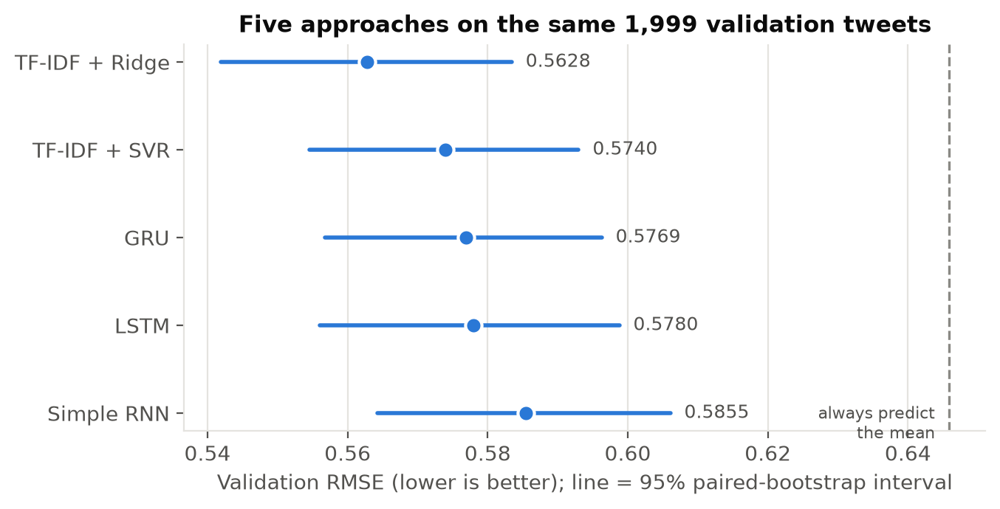 Five approaches on the same 1,999 validation tweets
TF-IDF + Ridge
0.5628
TF-IDF + SVR
0.5740
GRU
0.5769
LSTM
0.5780
Simple RNN
0.5855
always predict
the mean
0.54 0.56 0.58 0.60 0.62 0.64
Validation RMSE (lower is better); line = 95% paired-bootstrap interval